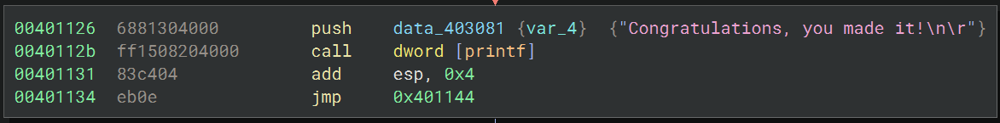 00401126 6881304000 push data_403081 {var_4} {"Congratulations, you made it!\n\r"}
0040112b ff1508204000 call dword [printf]
00401131 83c404 add esp, 0x4
00401134 eb0e jmp 0x401144